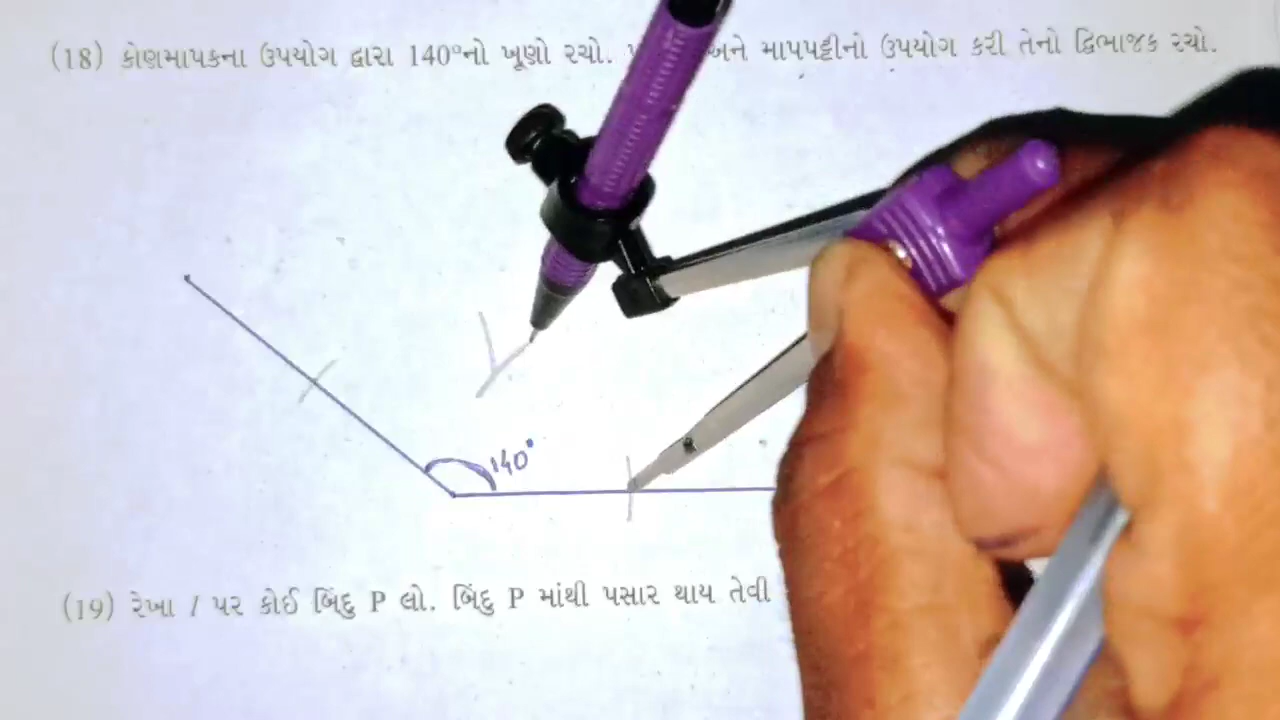 (18) કોણમાપકના ઉપયોગ દ્વારા 140°નો ખૂણો રચો. અને માપપટ્ટીનો ઉપયોગ કરી તેનો દ્વિભાજક રચો.
140°
(19) રેખા l પર કોઈ બિંદુ P લો. બિંદુ P માંથી પસાર થાય તેવી